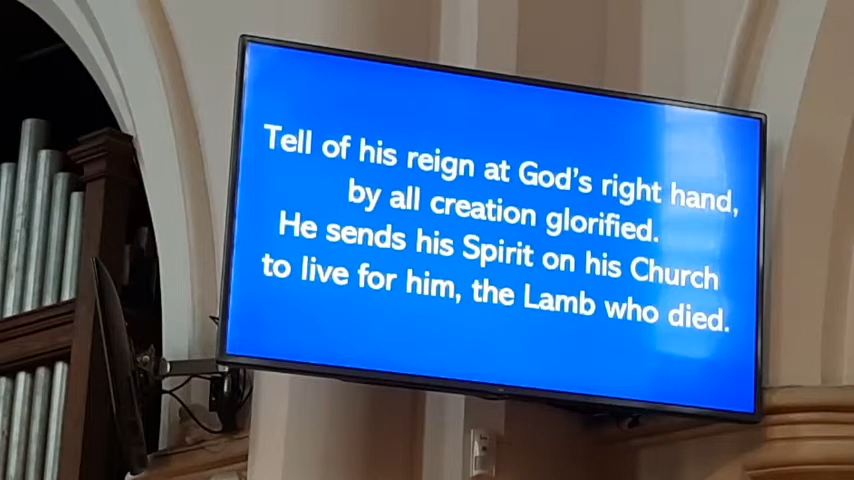 Tell of his reign at God's right hand,
by all creation glorified.
He sends his Spirit on his Church
to live for him, the Lamb who died.